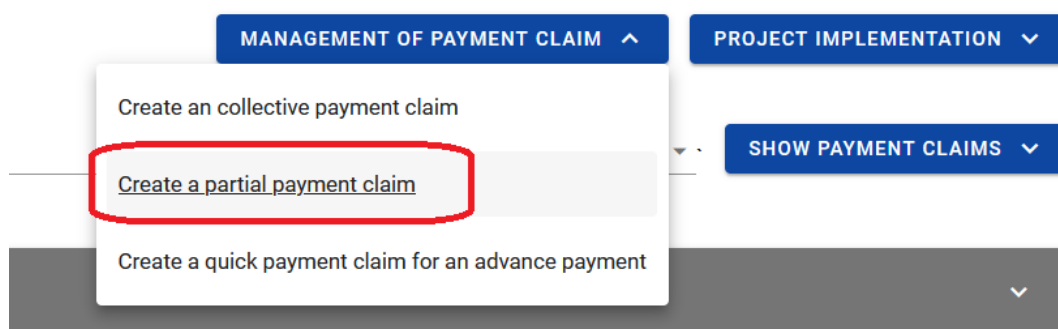 MANAGEMENT OF PAYMENT CLAIM
PROJECT IMPLEMENTATION
Create an collective payment claim
SHOW PAYMENT CLAIMS
Create a partial payment claim
Create a quick payment claim for an advance payment